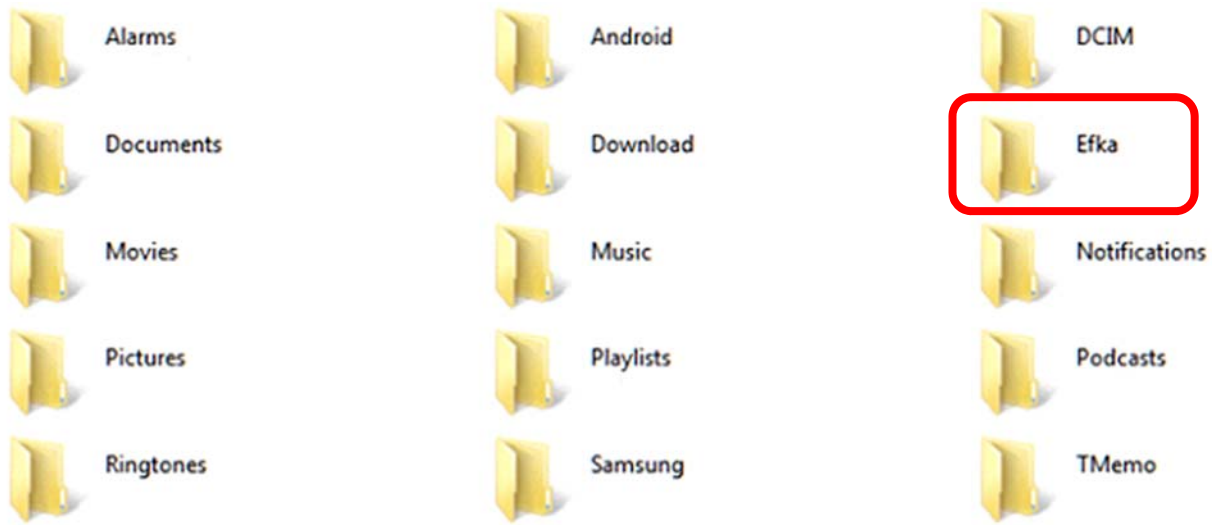 Alarms Android DCIM
Documents Download Efka
Movies Music Notifications
Pictures Playlists Podcasts
Ringtones Samsung TMemo